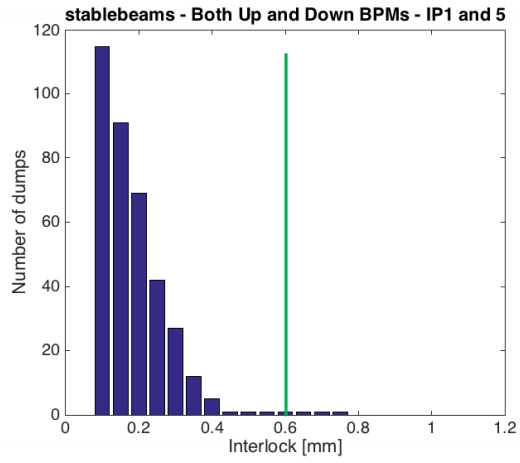 stablebeams - Both Up and Down BPMs - IP1 and 5
120
100
80
60
40
20
0
Number of dumps
0 0.2 0.4 0.6 0.8 1 1.2
Interlock [mm]